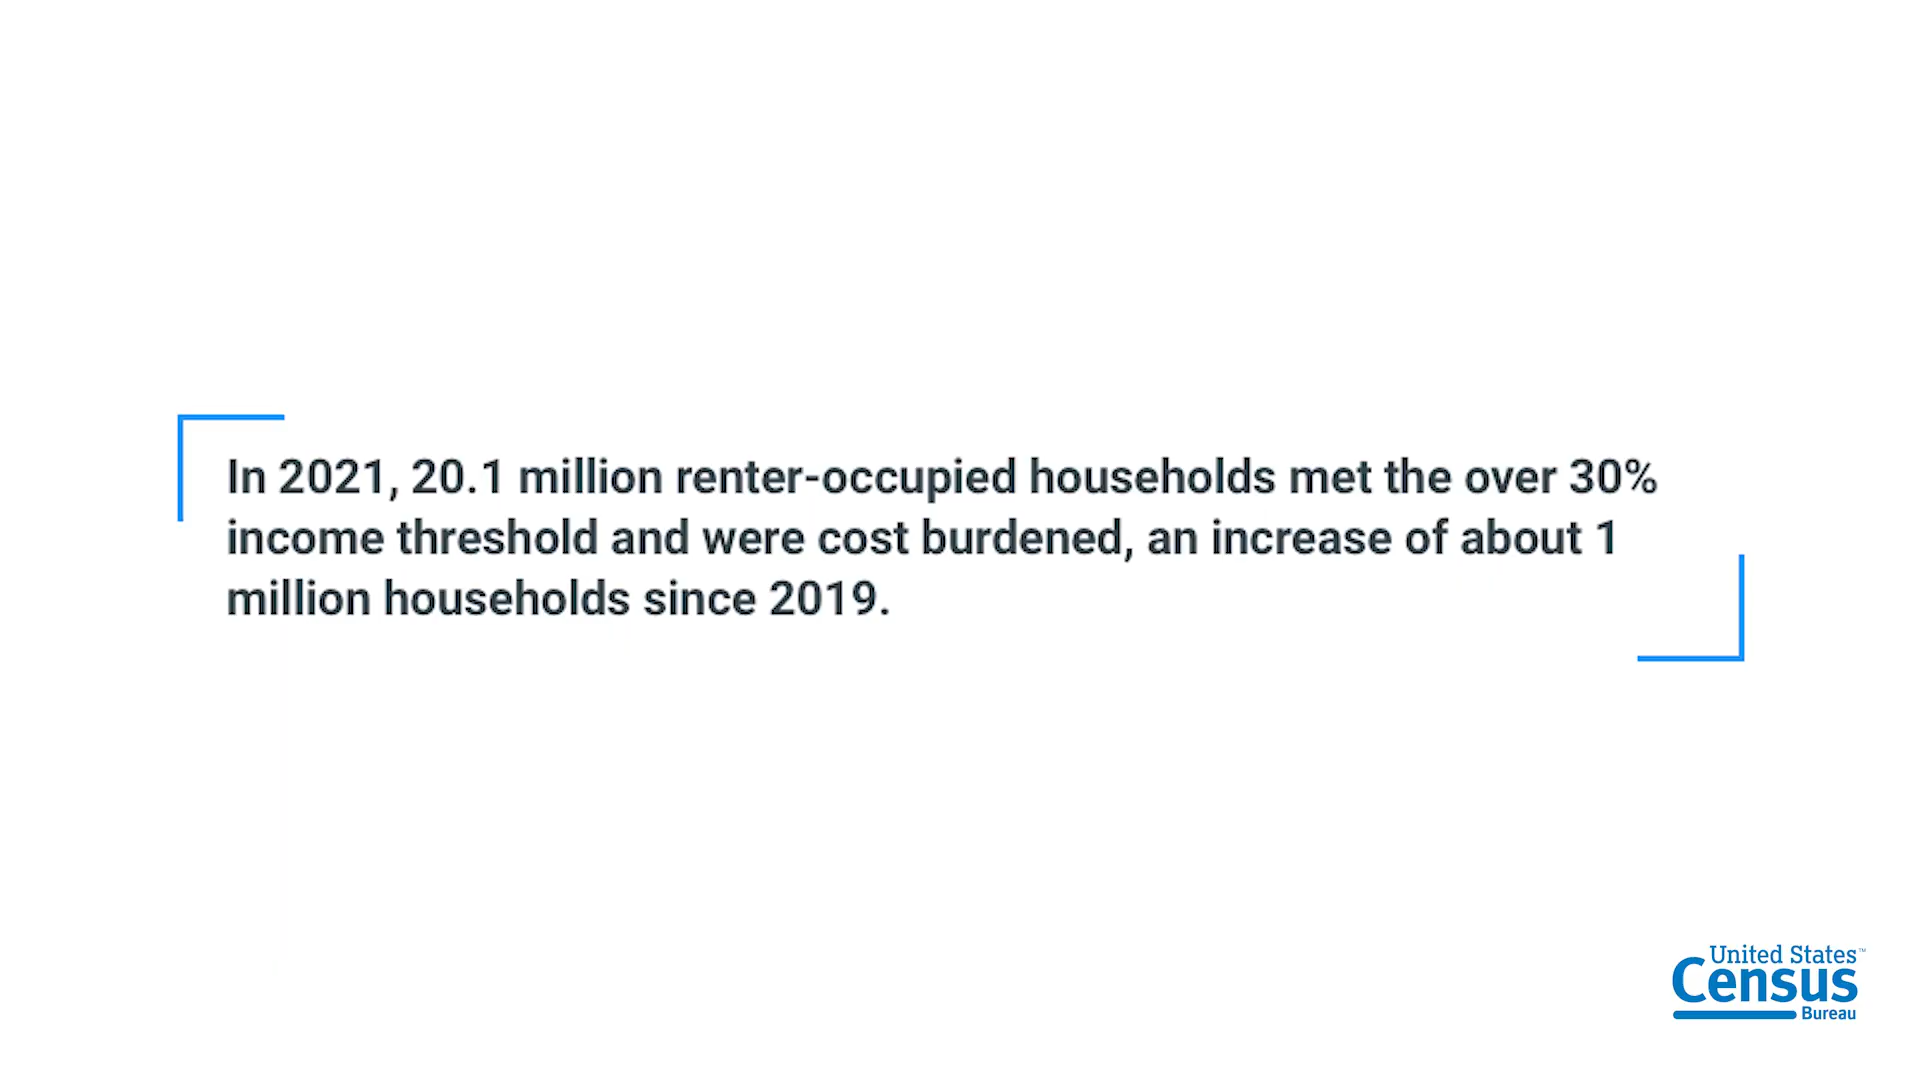 In 2021, 20.1 million renter-occupied households met the over 30%
income threshold and were cost burdened, an increase of about 1
million households since 2019.
United States™
Census
Bureau